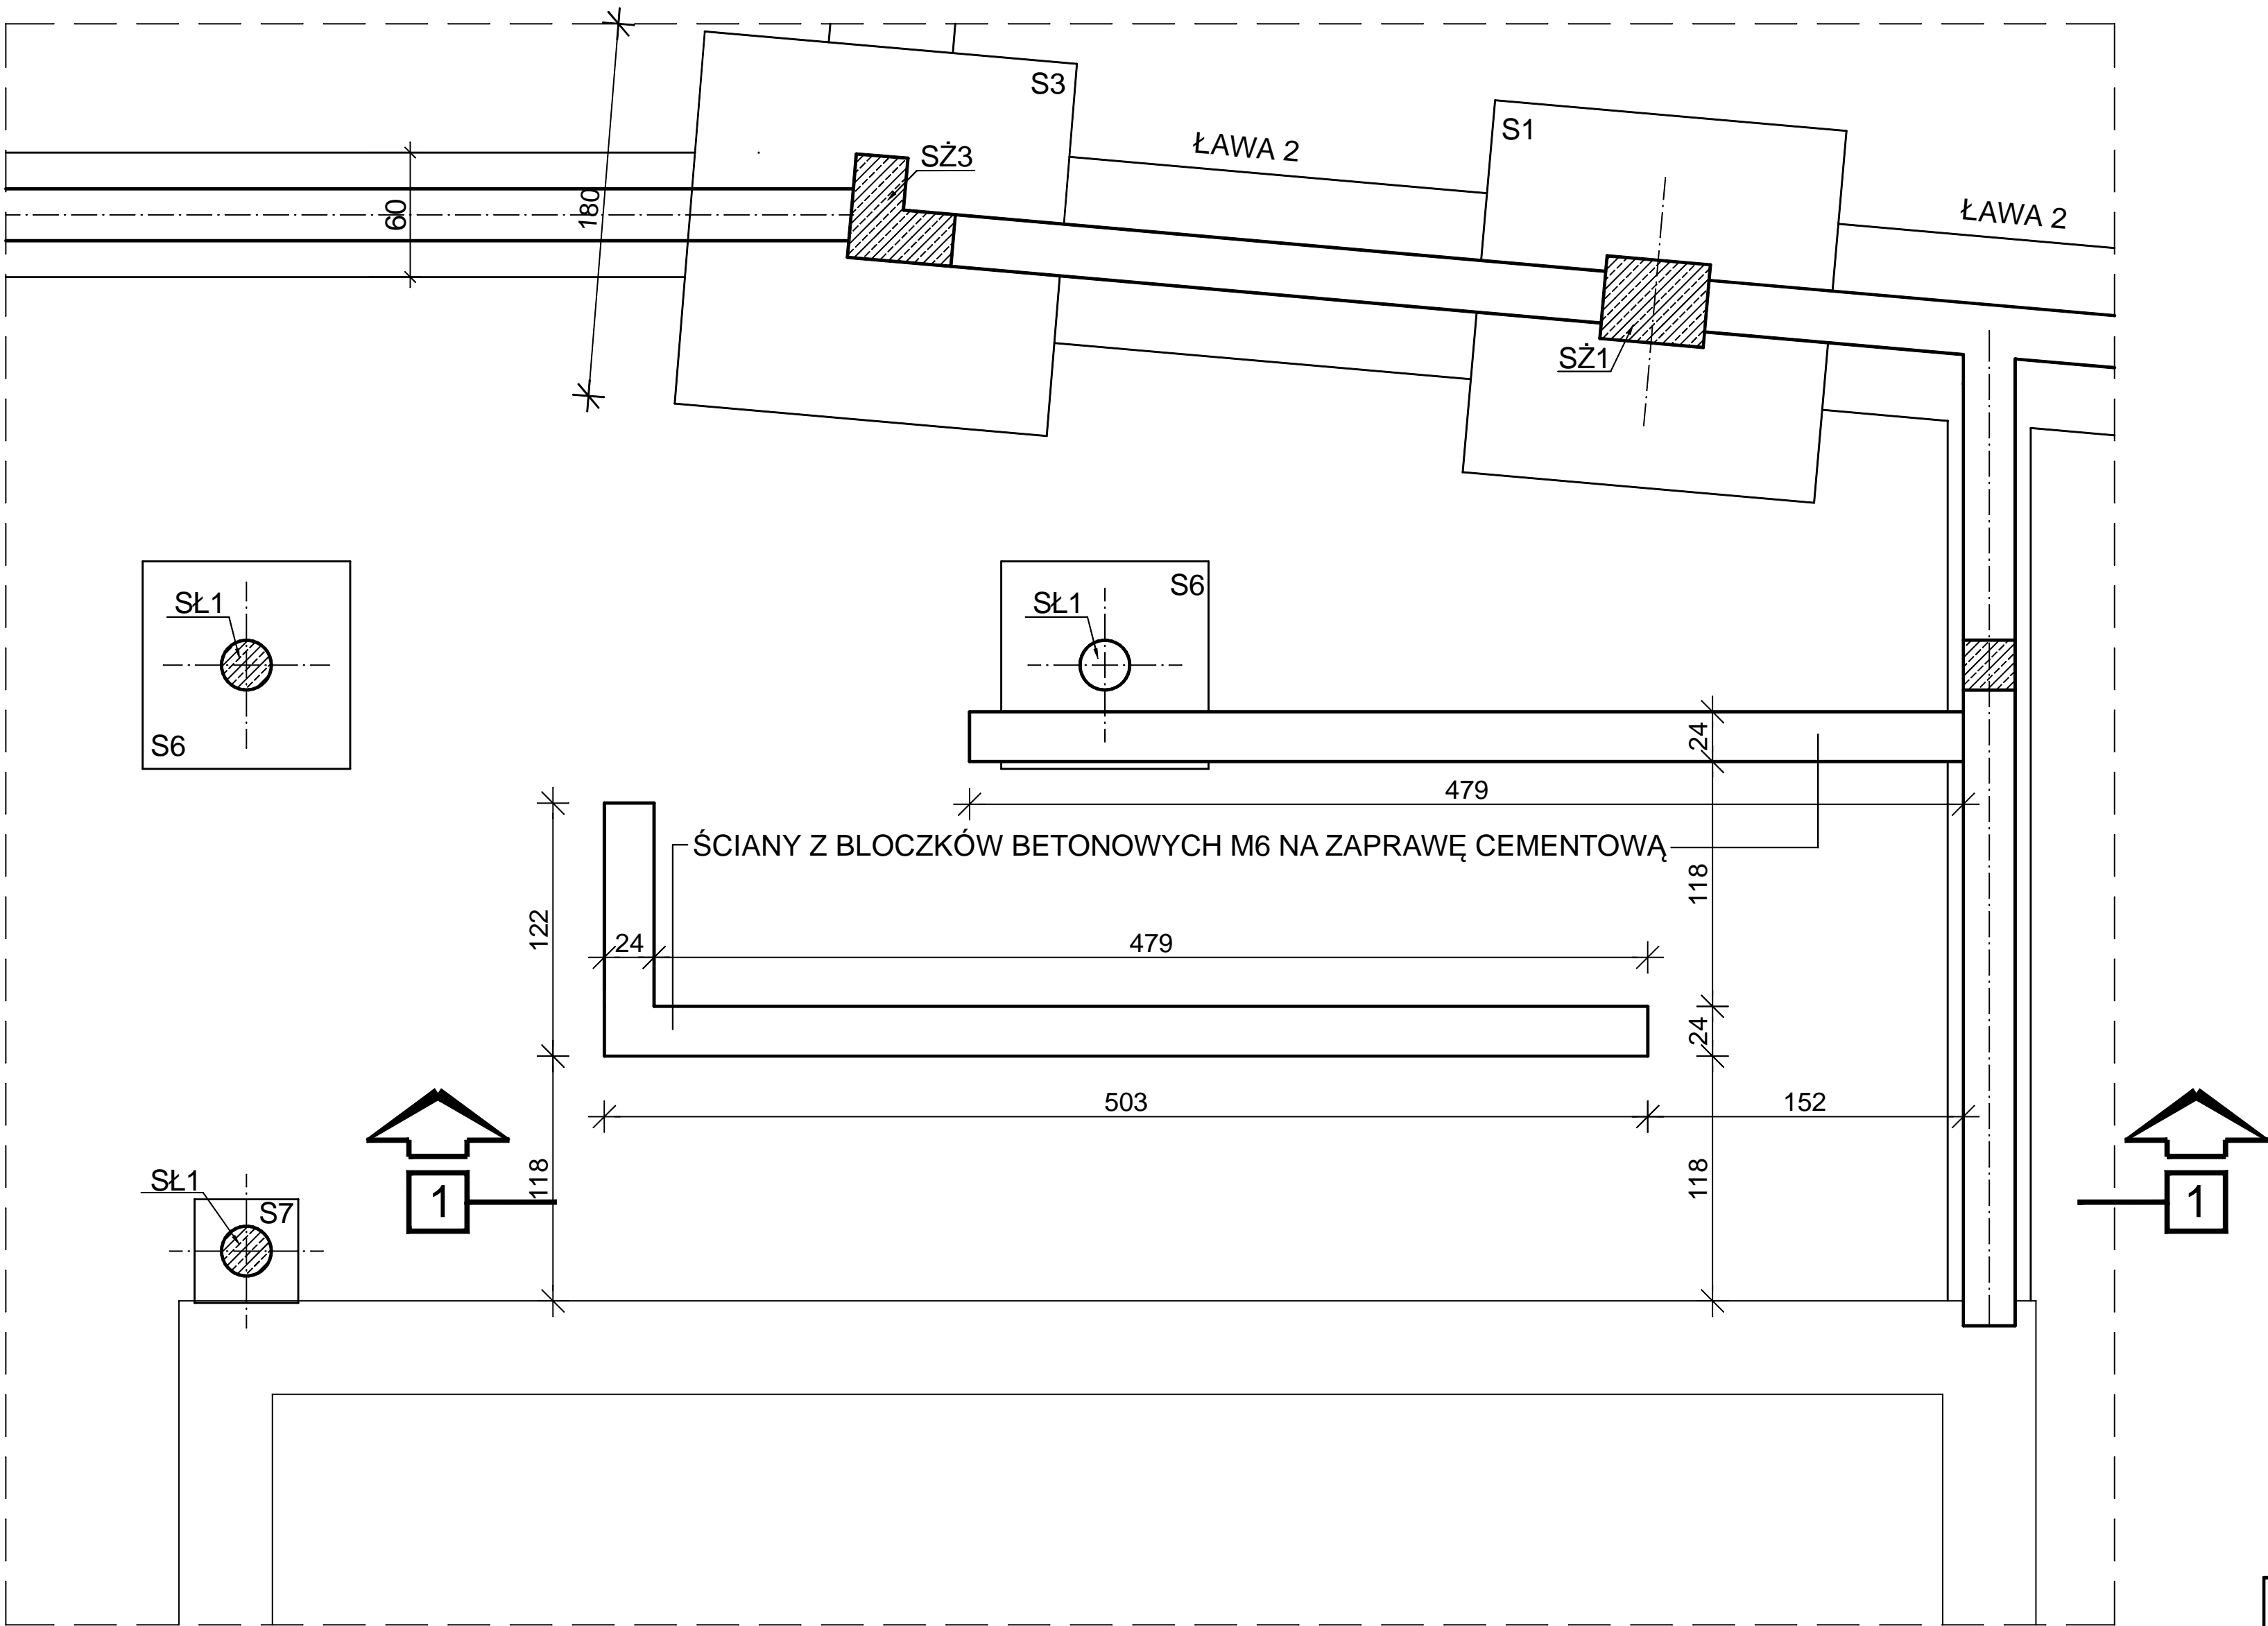 S3
S1
ŁAWA 2
SŻ3
60
180
ŁAWA 2
SŻ1
SŁ1
S6
SŁ1
S6
24
479
ŚCIANY Z BLOCZKÓW BETONOWYCH M6 NA ZAPRAWĘ CEMENTOWĄ
118
122
24
479
24
503
152
118
118
SŁ1
S7
1
1